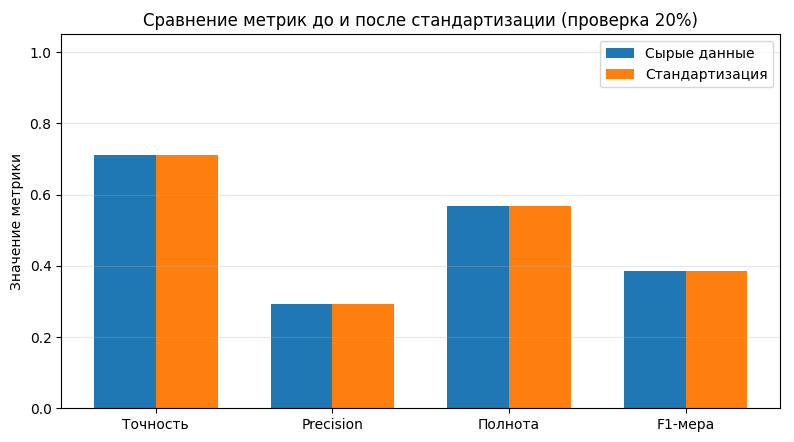 Сравнение метрик до и после стандартизации (проверка 20%)
Сырые данные
Стандартизация
Значение метрики
1.0
0.8
0.6
0.4
0.2
0.0
Точность
Precision
Полнота
F1-мера